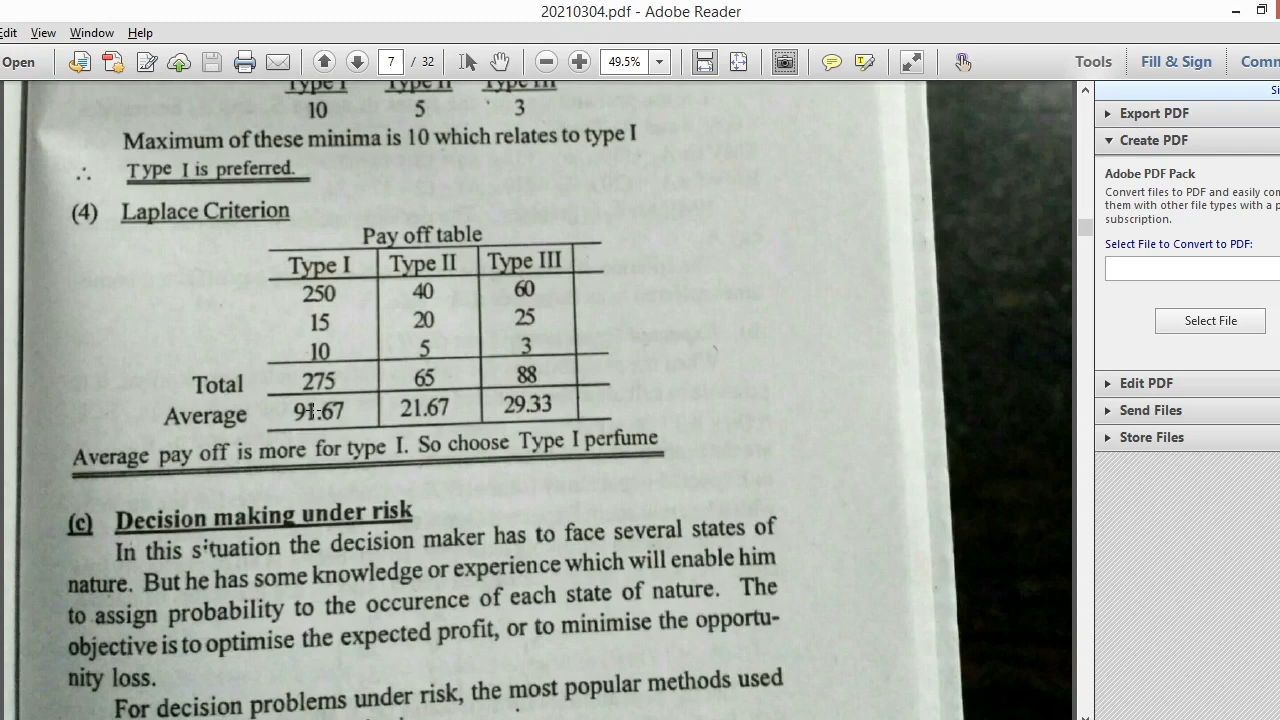 20210304.pdf - Adobe Reader
Edit View Window Help
Open 7 / 32 49.5% Tools Fill & Sign
Type I Type II Type III
10 5 3
Maximum of these minima is 10 which relates to type I
∴ Type I is preferred.
(4) Laplace Criterion
Pay off table
Type I Type II Type III
250 40 60
15 20 25
10 5 3
Total 275 65 88
Average 91.67 21.67 29.33
Average pay off is more for type I. So choose Type I perfume
(c) Decision making under risk
In this situation the decision maker has to face several states of
nature. But he has some knowledge or experience which will enable him
to assign probability to the occurence of each state of nature. The
objective is to optimise the expected profit, or to minimise the opportu-
nity loss.
For decision problems under risk, the most popular methods used
Export PDF
Create PDF
Adobe PDF Pack
Convert files to PDF and easily
them with other file types with a
subscription.
Select File to Convert to PDF:
Select File
Edit PDF
Send Files
Store Files